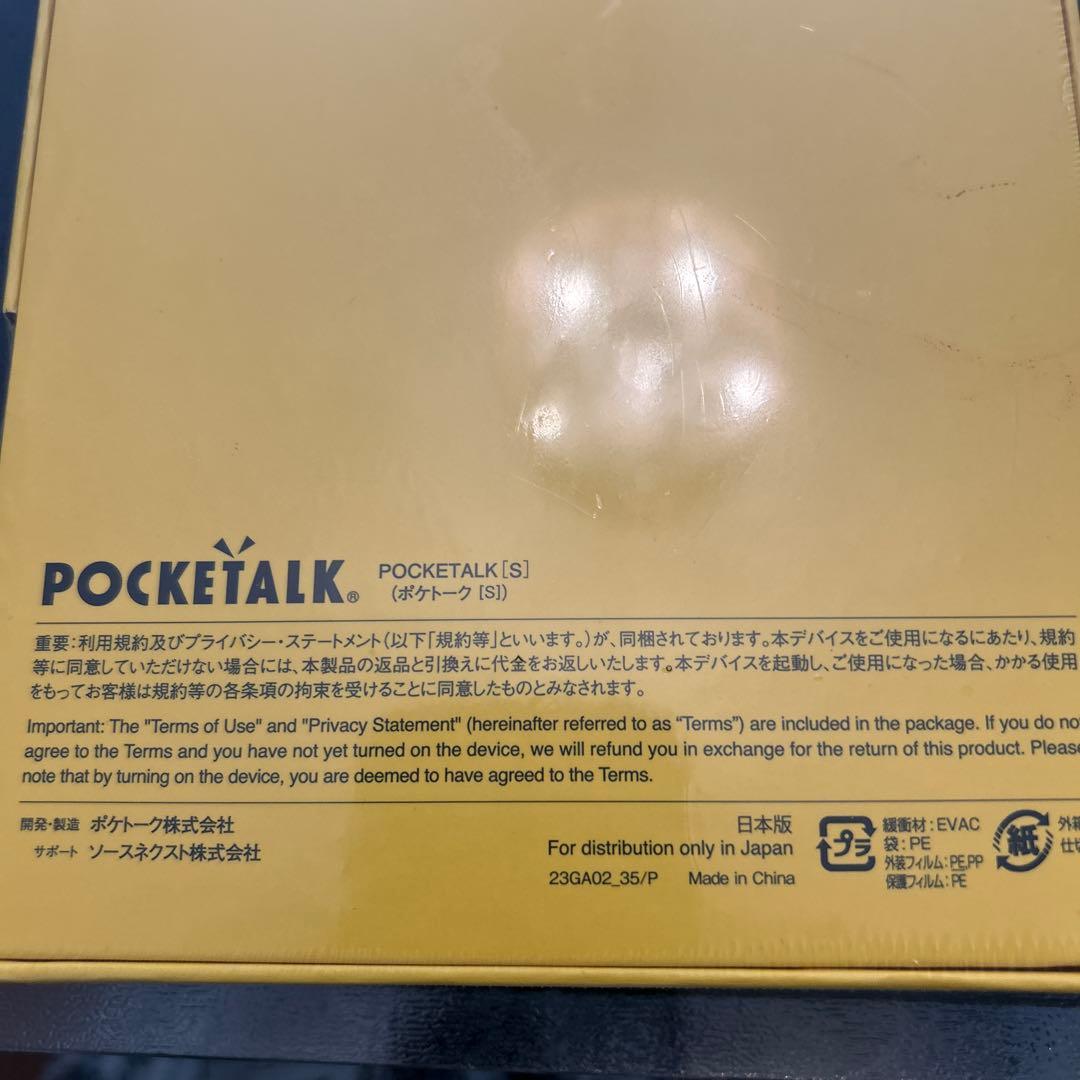 POCKETALK®
POCKETALK[S]
(ポケトーク [S])
重要:利用規約及びプライバシー・ステートメント(以下「規約等」といいます。)が、同梱されております。本デバイスをご使用になるにあたり、規約
等に同意していただけない場合には、本製品の返品と引換えに代金をお返しいたします。本デバイスを起動し、ご使用になった場合、かかる使用
をもってお客様は規約等の各条項の拘束を受けることに同意したものとみなされます。
Important: The "Terms of Use" and "Privacy Statement" (hereinafter referred to as “Terms”) are included in the package. If you do not
agree to the Terms and you have not yet turned on the device, we will refund you in exchange for the return of this product. Please
note that by turning on the device, you are deemed to have agreed to the Terms.
開発・製造 ポケトーク株式会社
サポート ソースネクスト株式会社
日本版
For distribution only in Japan
23GA02_35/P Made in China
プラ
緩衝材:EVAC
袋:PE
外装フィルム:PE,PP
保護フィルム:PE
紙
外箱
仕切